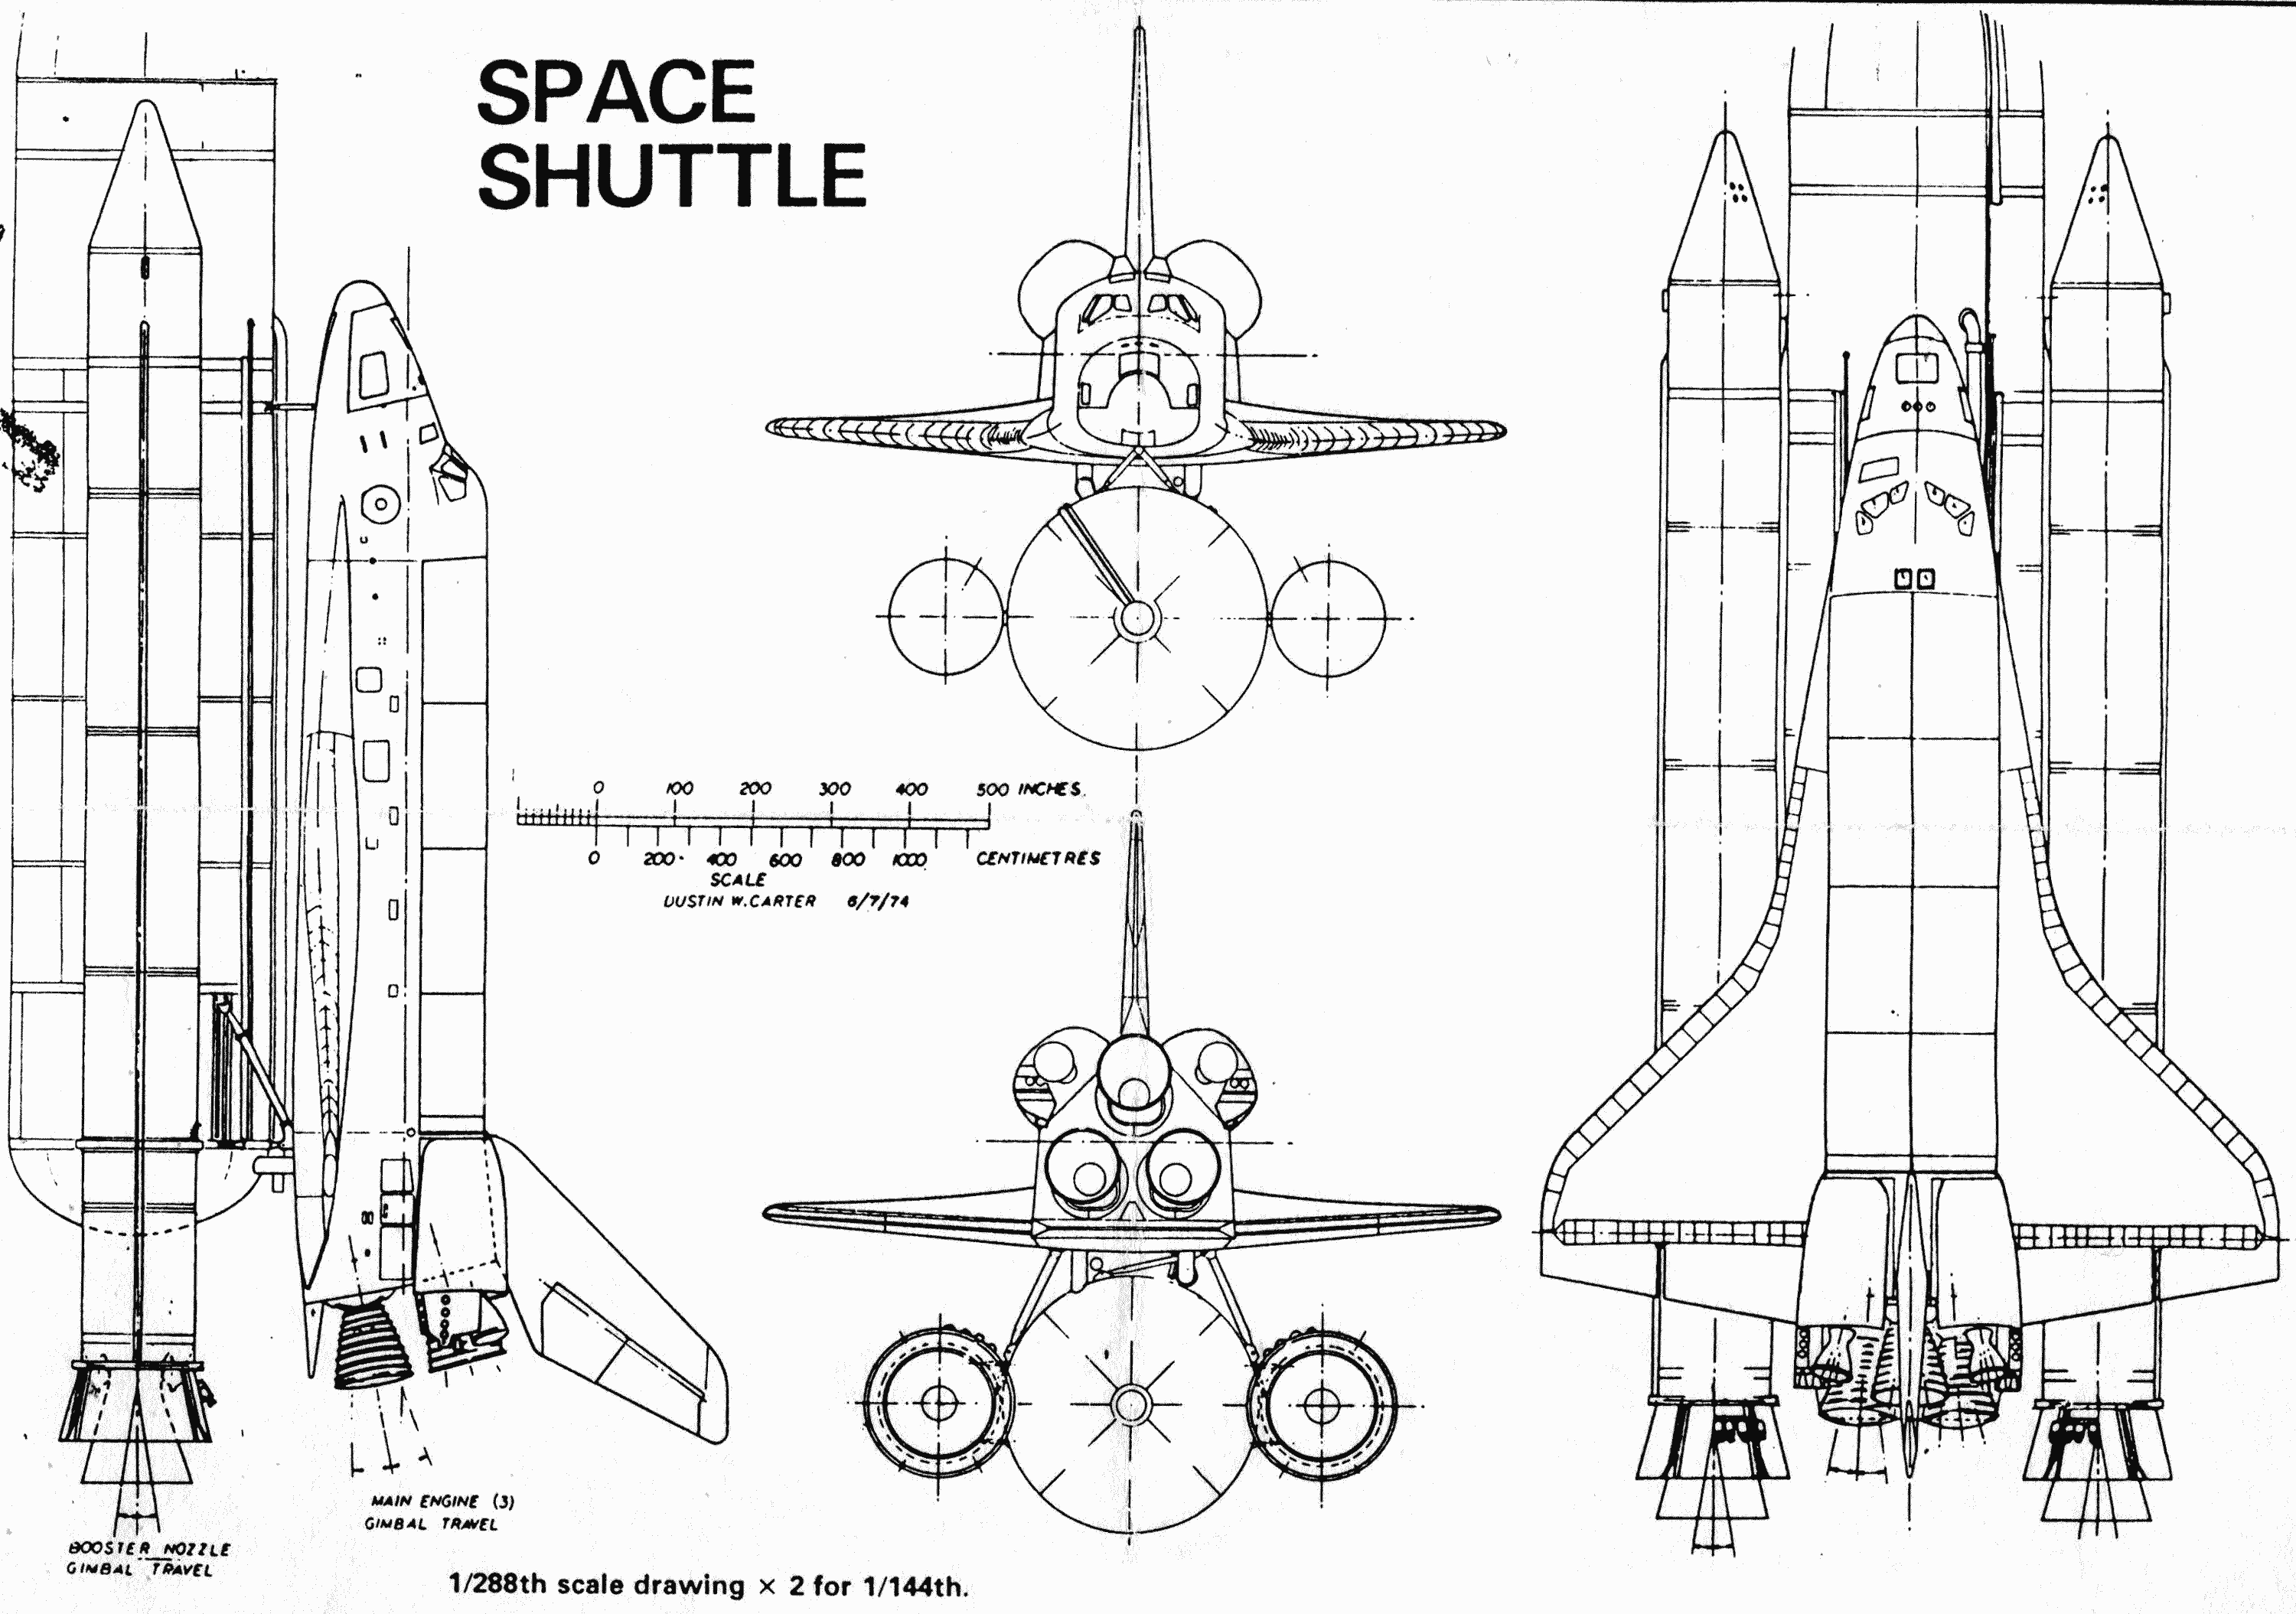 SPACE
SHUTTLE
0 100 200 300 400 500 INCHES.
0 200 400 600 800 1000 CENTIMETRES
SCALE
DUSTIN W. CARTER 6/7/74
MAIN ENGINE (3)
GIMBAL TRAVEL
BOOSTER NOZZLE
GIMBAL TRAVEL
1/288th scale drawing × 2 for 1/144th.